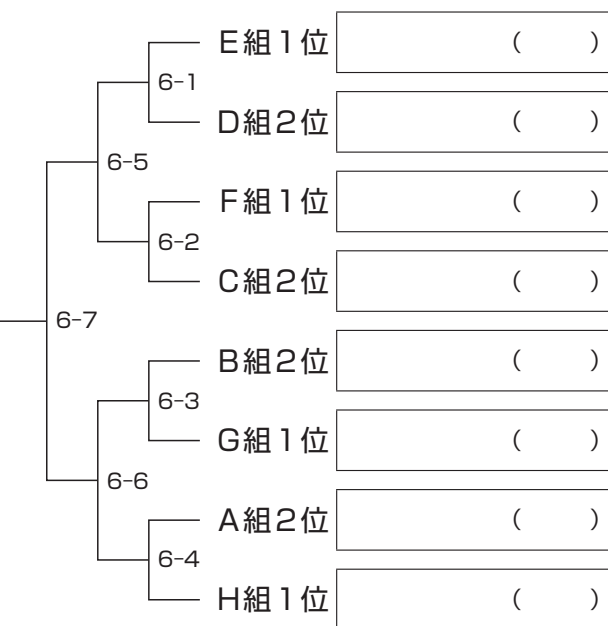 E組1位 (　　)
6-1
D組2位 (　　)
6-5
F組1位 (　　)
6-2
C組2位 (　　)
6-7
B組2位 (　　)
6-3
G組1位 (　　)
6-6
A組2位 (　　)
6-4
H組1位 (　　)